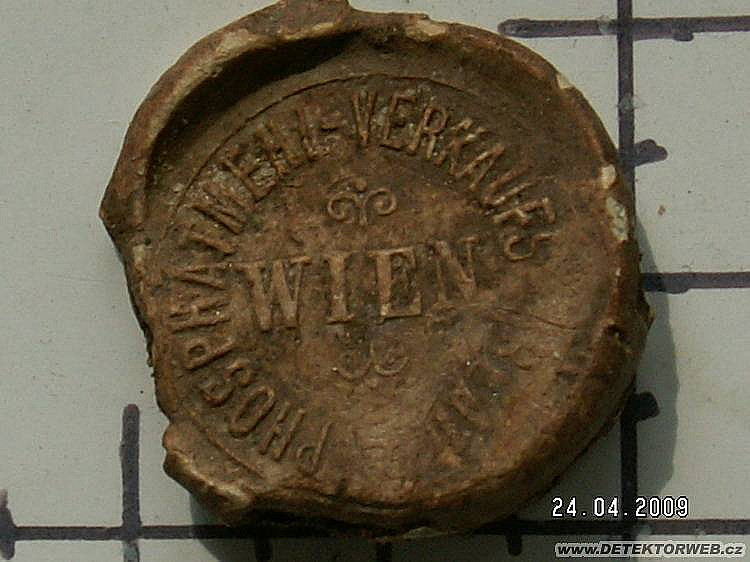 PHOSPHATMEHL-VERKAUFS
WIEN
24.04.2009
WWW.DETEKTORWEB.CZ